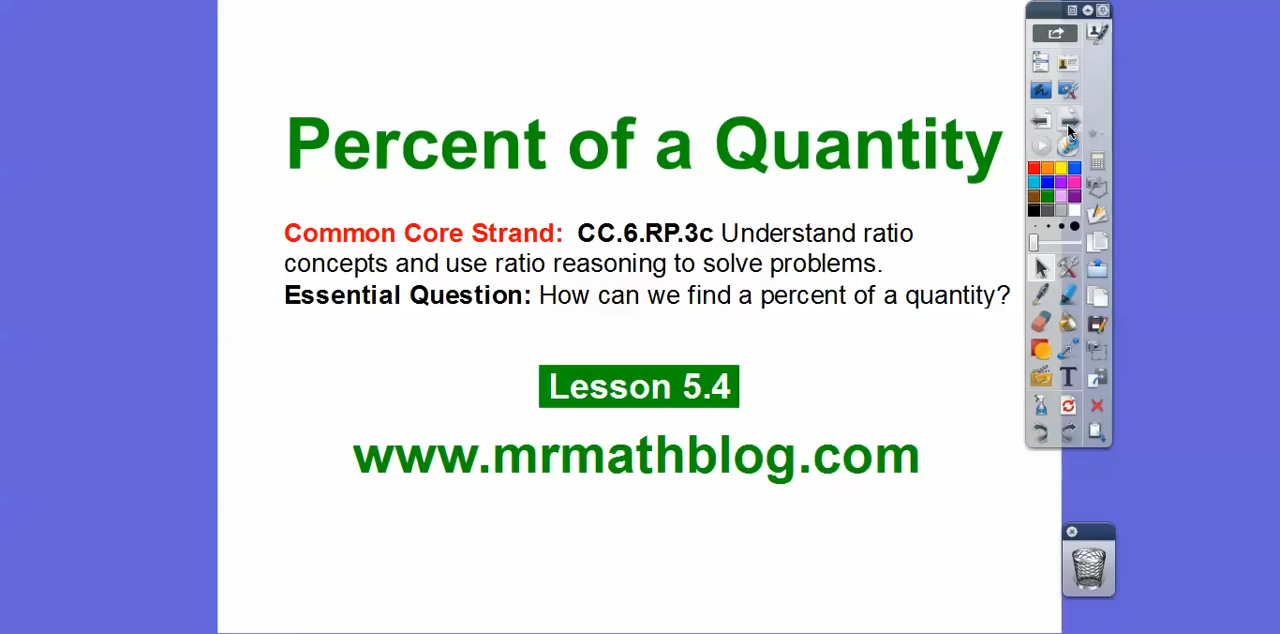 Percent of a Quantity
Common Core Strand: CC.6.RP.3c Understand ratio
concepts and use ratio reasoning to solve problems.
Essential Question: How can we find a percent of a quantity?
Lesson 5.4
www.mrmathblog.com